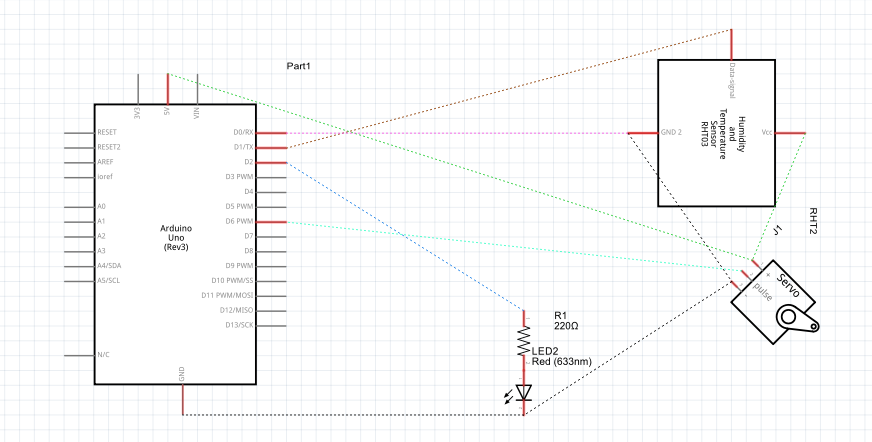 Part1
3V3
5V
VIN
RESET
RESET2
AREF
ioref
A0
A1
A2
A3
A4/SDA
A5/SCL
N/C
Arduino
Uno
(Rev3)
D0/RX
D1/TX
D2
D3 PWM
D4
D5 PWM
D6 PWM
D7
D8
D9 PWM
D10 PWM/SS
D11 PWM/MOSI
D12/MISO
D13/SCK
GND
Data-signal
GND 2
Vcc
Humidity
and
Temperature
Sensor
RHT03
RHT2
J1
Servo
pulse
+
-
R1
220Ω
LED2
Red (633nm)